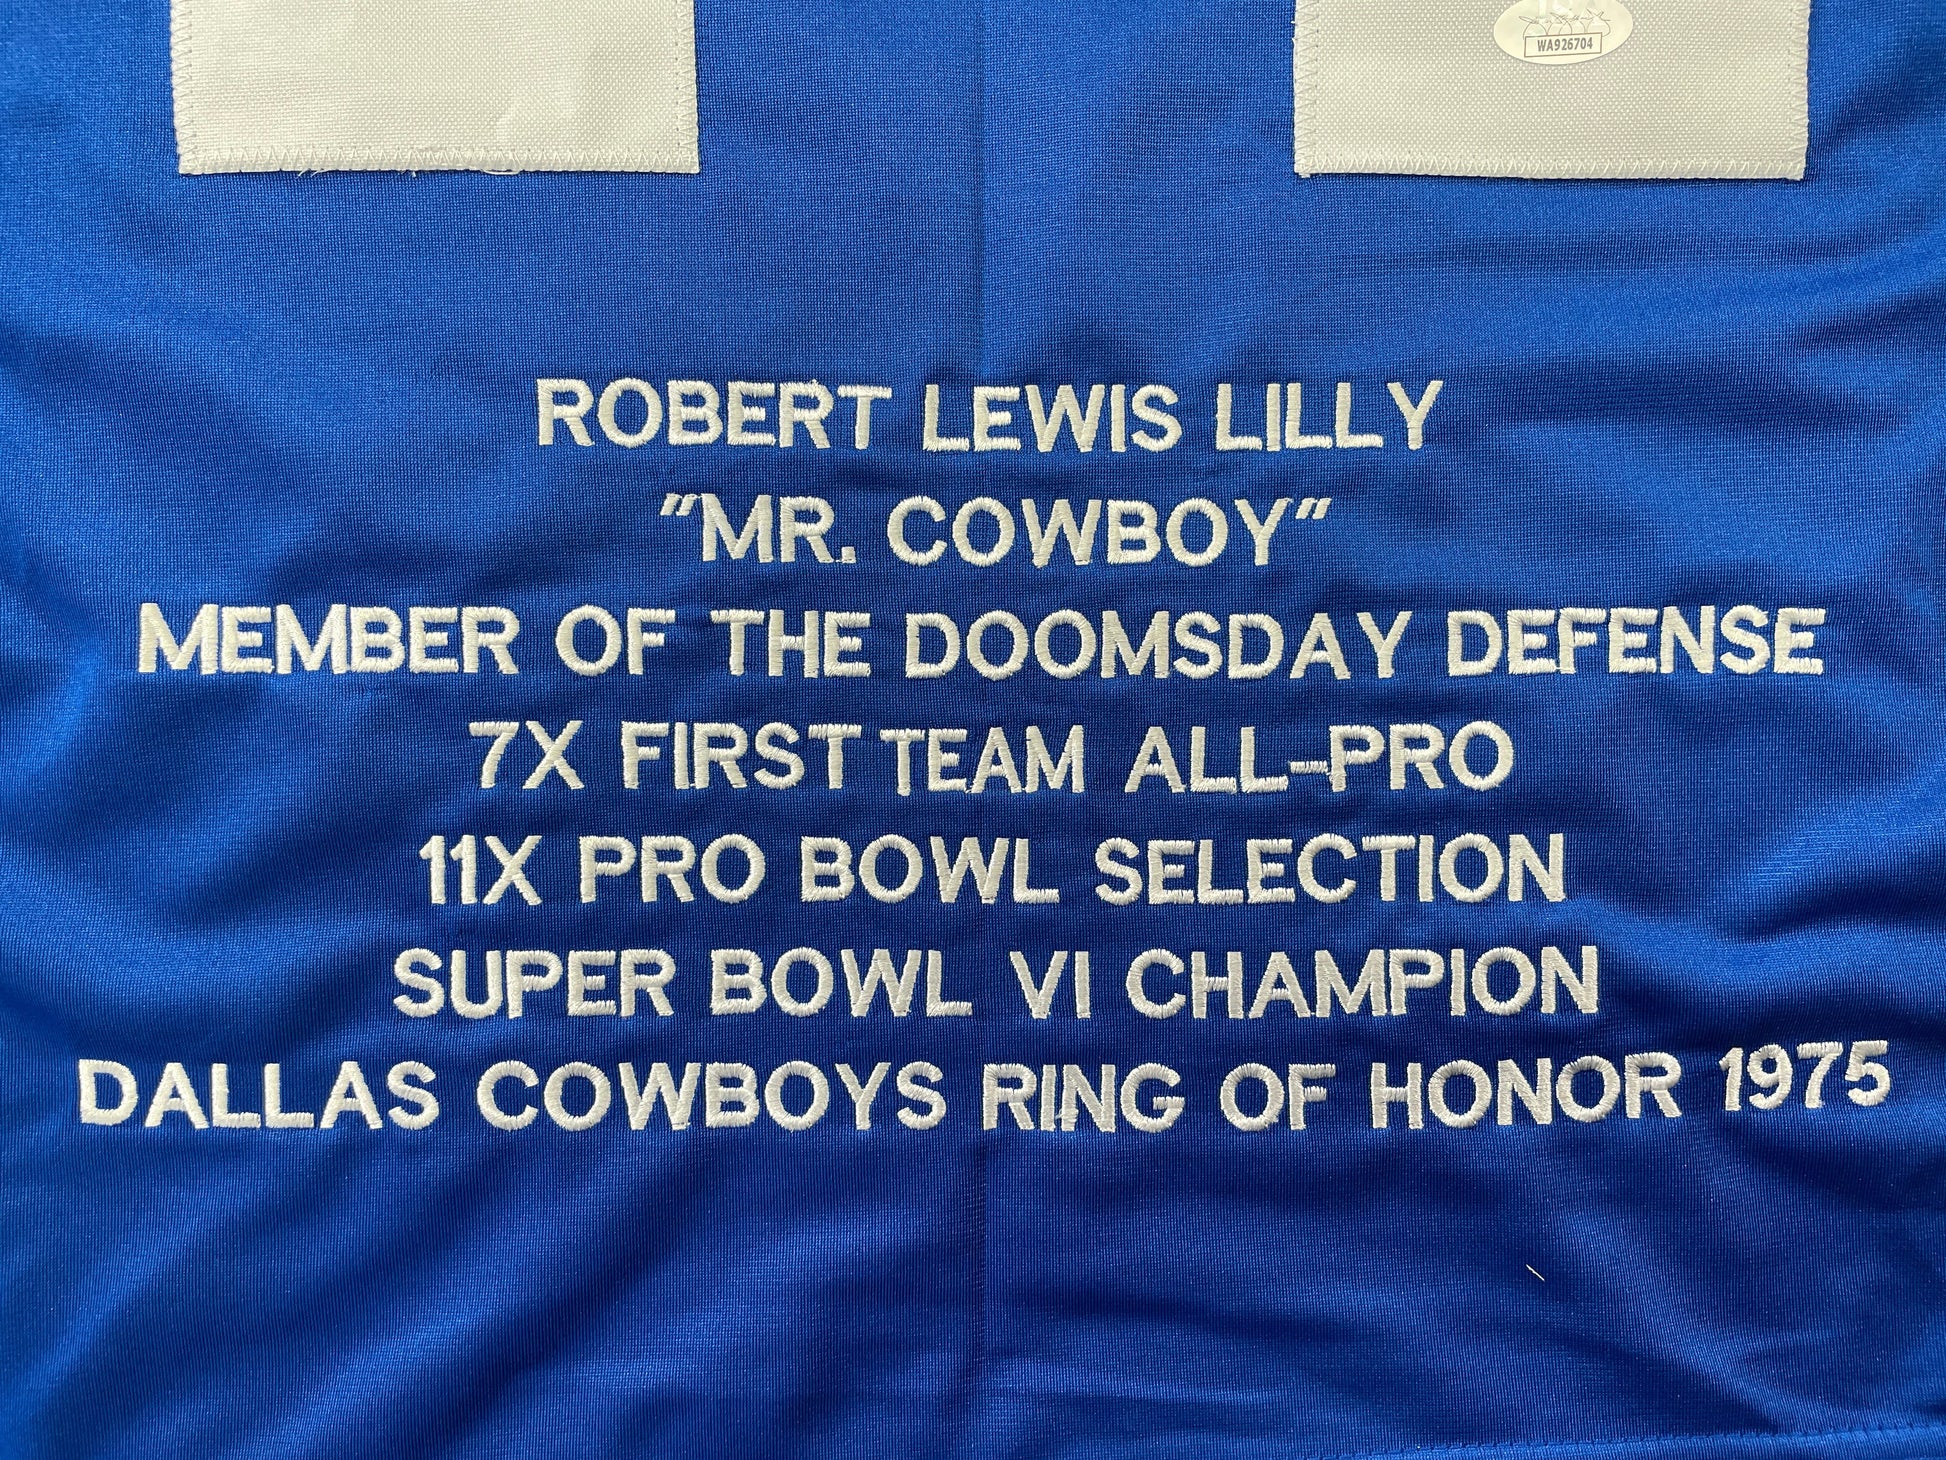 WA926704
ROBERT LEWIS LILLY
"MR. COWBOY"
MEMBER OF THE DOOMSDAY DEFENSE
7X FIRST TEAM ALL-PRO
11X PRO BOWL SELECTION
SUPER BOWL VI CHAMPION
DALLAS COWBOYS RING OF HONOR 1975